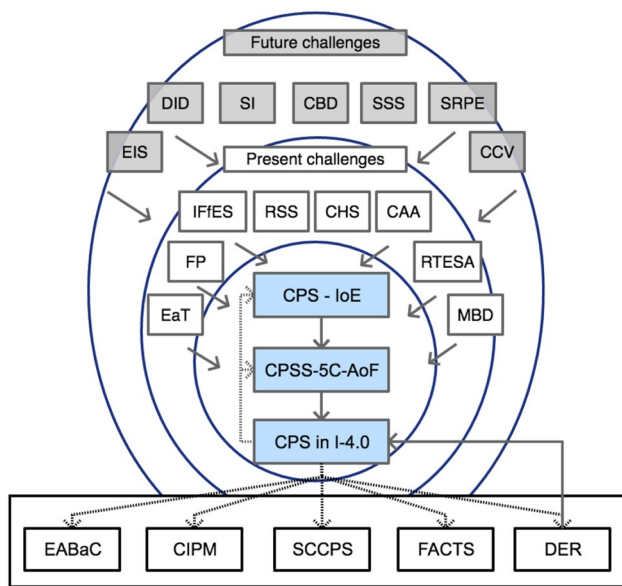 Future challenges
DID
SI
CBD
SSS
SRPE
EIS
CCV
Present challenges
IFfES
RSS
CHS
CAA
FP
RTESA
EaT
MBD
CPS - IoE
CPSS-5C-AoF
CPS in I-4.0
EABaC
CIPM
SCCPS
FACTS
DER